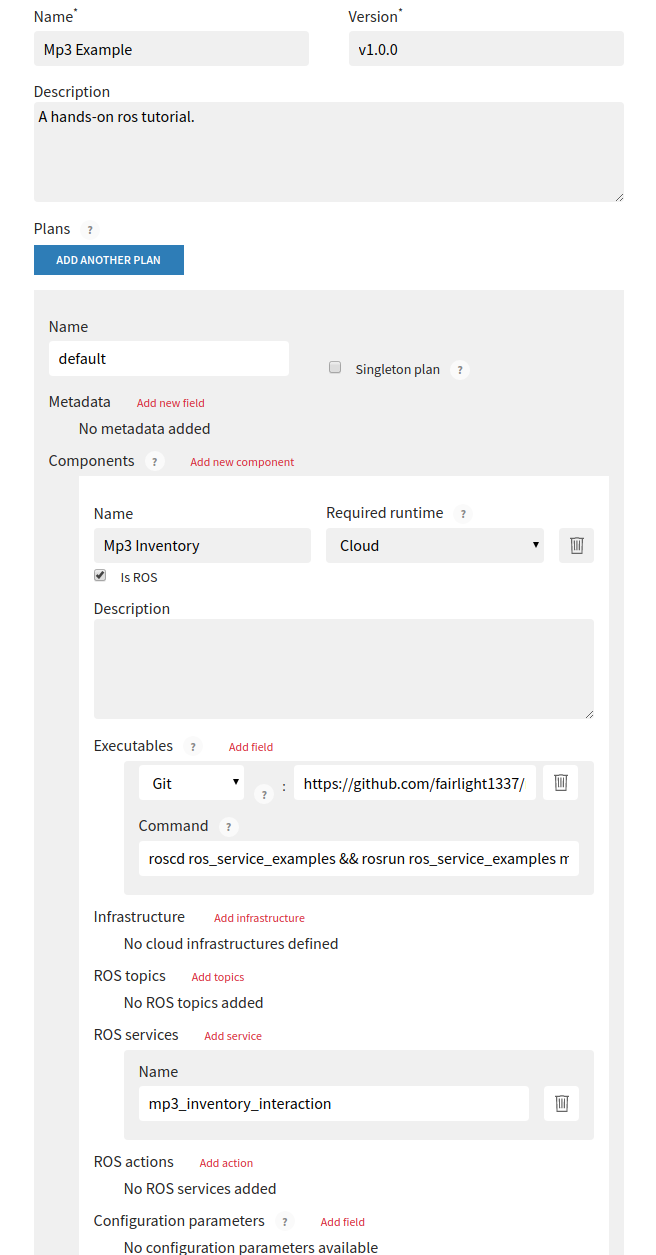 Name* Version*
Mp3 Example v1.0.0
Description
A hands-on ros tutorial.
Plans ?
ADD ANOTHER PLAN
Name
default
Singleton plan ?
Metadata Add new field
No metadata added
Components ? Add new component
Name Required runtime ?
Mp3 Inventory Cloud
Is ROS
Description
Executables ? Add field
Git ? : https://github.com/fairlight1337/
Command ?
roscd ros_service_examples && rosrun ros_service_examples m
Infrastructure Add infrastructure
No cloud infrastructures defined
ROS topics Add topics
No ROS topics added
ROS services Add service
Name
mp3_inventory_interaction
ROS actions Add action
No ROS services added
Configuration parameters ? Add field
No configuration parameters available